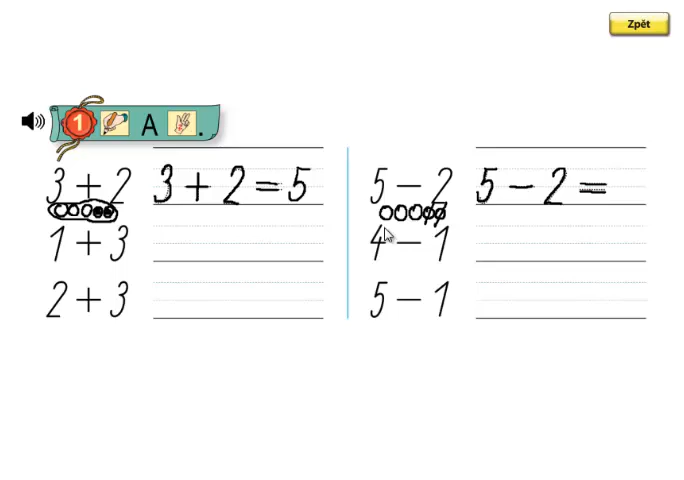 Zpět
1 A .
3 + 2 3 + 2 = 5
1 + 3
2 + 3
5 − 2 5 − 2 =
4 − 1
5 − 1